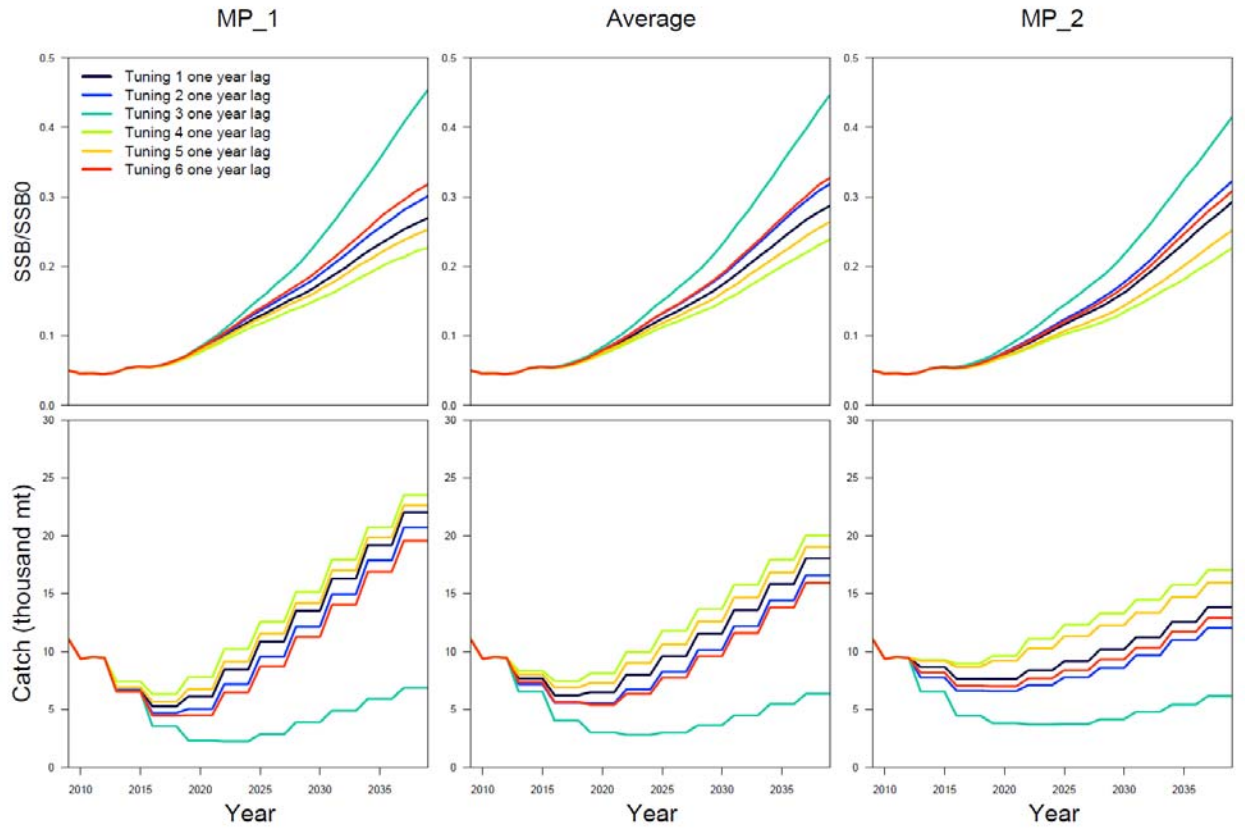 MP_1
Average
MP_2
0.5
0.4
0.3
0.2
0.1
0.0
SSB/SSB0
Tuning 1 one year lag
Tuning 2 one year lag
Tuning 3 one year lag
Tuning 4 one year lag
Tuning 5 one year lag
Tuning 6 one year lag
0.5
0.4
0.3
0.2
0.1
0.0
0.5
0.4
0.3
0.2
0.1
0.0
30
25
20
15
10
5
0
Catch (thousand mt)
2010 2015 2020 2025 2030 2035
Year
30
25
20
15
10
5
0
2010 2015 2020 2025 2030 2035
Year
30
25
20
15
10
5
0
2010 2015 2020 2025 2030 2035
Year